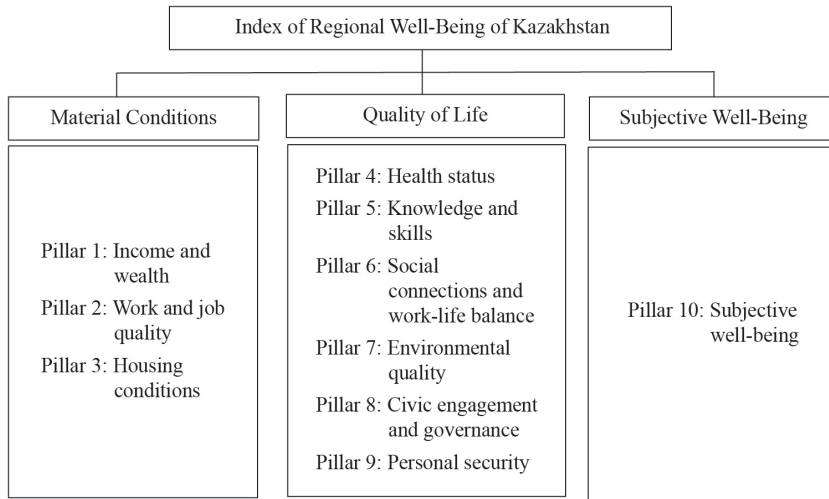 Index of Regional Well-Being of Kazakhstan
Material Conditions
Pillar 1: Income and
wealth
Pillar 2: Work and job
quality
Pillar 3: Housing
conditions
Quality of Life
Pillar 4: Health status
Pillar 5: Knowledge and
skills
Pillar 6: Social
connections and
work-life balance
Pillar 7: Environmental
quality
Pillar 8: Civic engagement
and governance
Pillar 9: Personal security
Subjective Well-Being
Pillar 10: Subjective
well-being